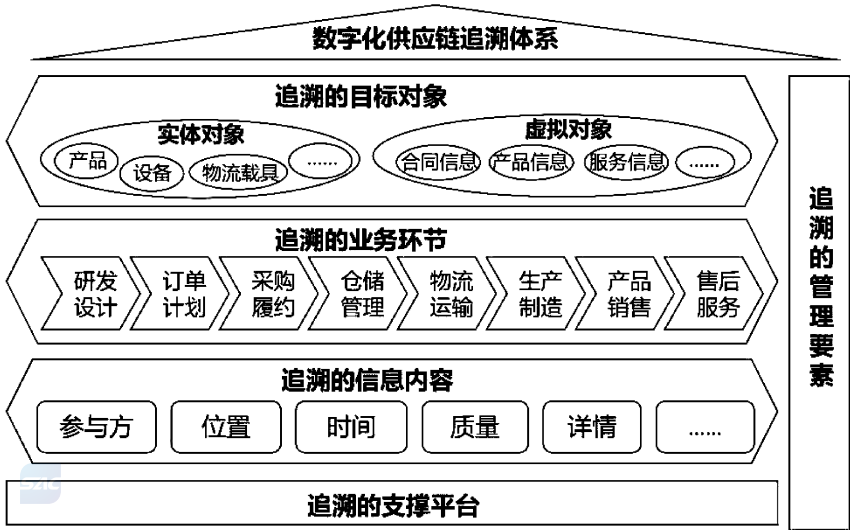 数字化供应链追溯体系
追溯的目标对象
实体对象
产品
设备
物流载具
......
虚拟对象
合同信息
产品信息
服务信息
......
追溯的业务环节
研发
设计
订单
计划
采购
履约
仓储
管理
物流
运输
生产
制造
产品
销售
售后
服务
追溯的信息内容
参与方
位置
时间
质量
详情
......
追溯的支撑平台
追溯的管理要素
SZIC